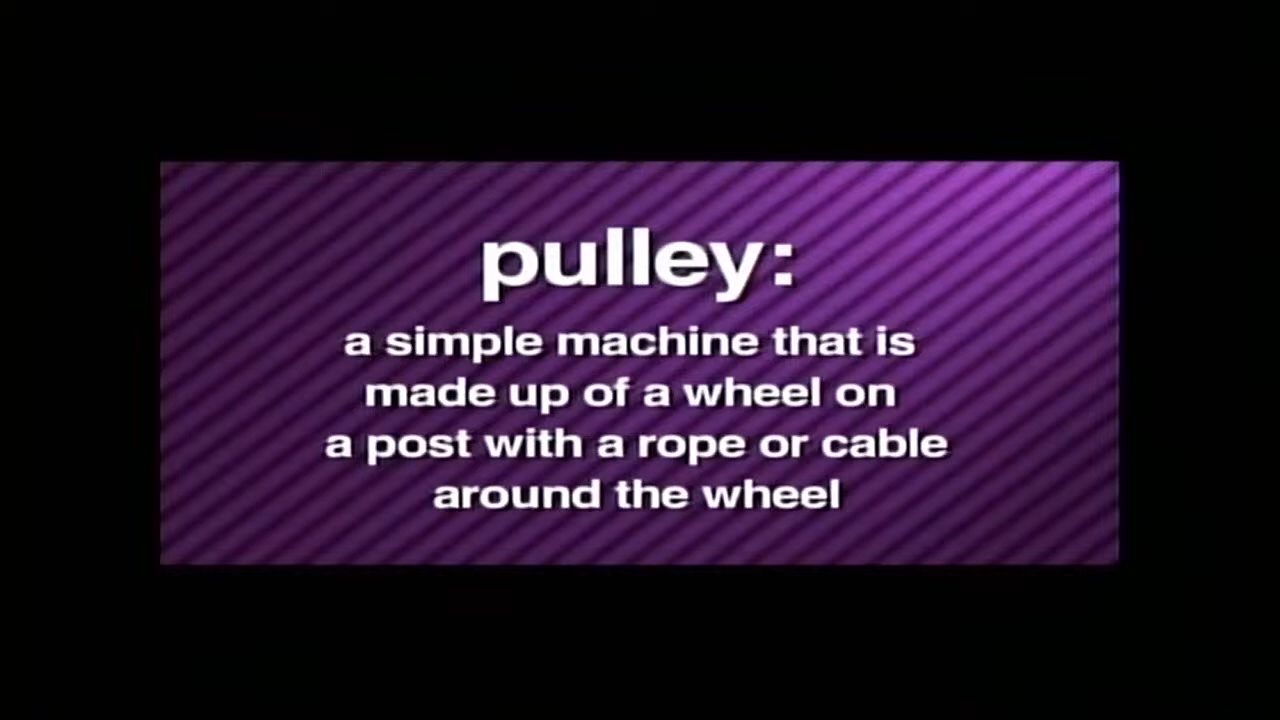 pulley:
a simple machine that is
made up of a wheel on
a post with a rope or cable
around the wheel